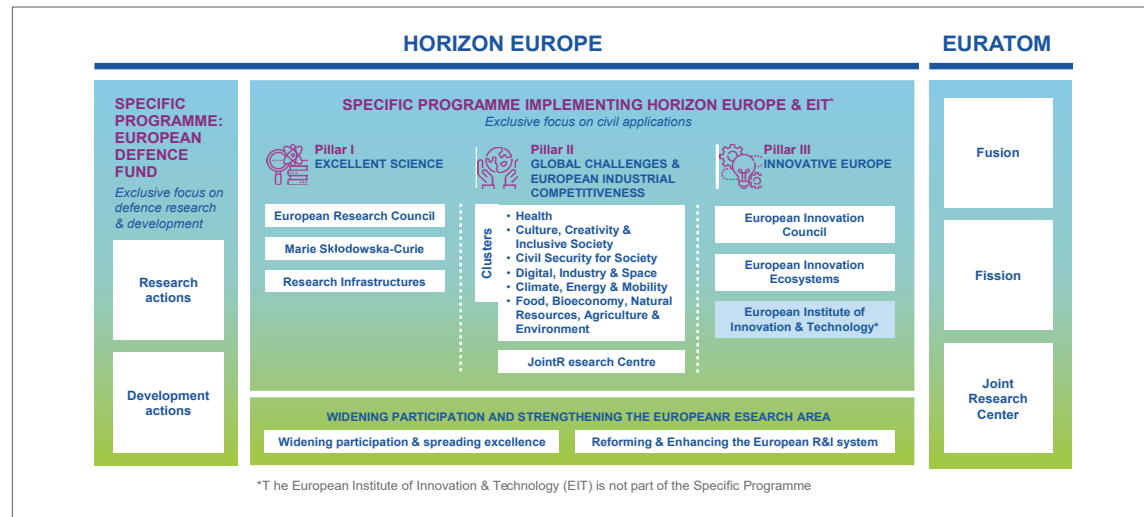 HORIZON EUROPE
EURATOM
SPECIFIC
PROGRAMME:
EUROPEAN
DEFENCE
FUND
Exclusive focus on
defence research
& development
Research
actions
Development
actions
SPECIFIC PROGRAMME IMPLEMENTING HORIZON EUROPE & EIT*
Exclusive focus on civil applications
Pillar I
EXCELLENT SCIENCE
European Research Council
Marie Skłodowska-Curie
Research Infrastructures
Pillar II
GLOBAL CHALLENGES &
EUROPEAN INDUSTRIAL
COMPETITIVENESS
Clusters
• Health
• Culture, Creativity &
Inclusive Society
• Civil Security for Society
• Digital, Industry & Space
• Climate, Energy & Mobility
• Food, Bioeconomy, Natural
Resources, Agriculture &
Environment
JointR esearch Centre
Pillar III
INNOVATIVE EUROPE
European Innovation
Council
European Innovation
Ecosystems
European Institute of
Innovation & Technology*
WIDENING PARTICIPATION AND STRENGTHENING THE EUROPEANR ESEARCH AREA
Widening participation & spreading excellence
Reforming & Enhancing the European R&I system
Fusion
Fission
Joint
Research
Center
*T he European Institute of Innovation & Technology (EIT) is not part of the Specific Programme